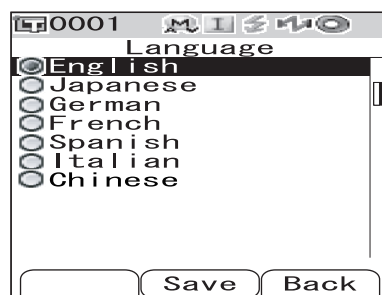 0001 M I
Language
English
Japanese
German
French
Spanish
Italian
Chinese
Save Back